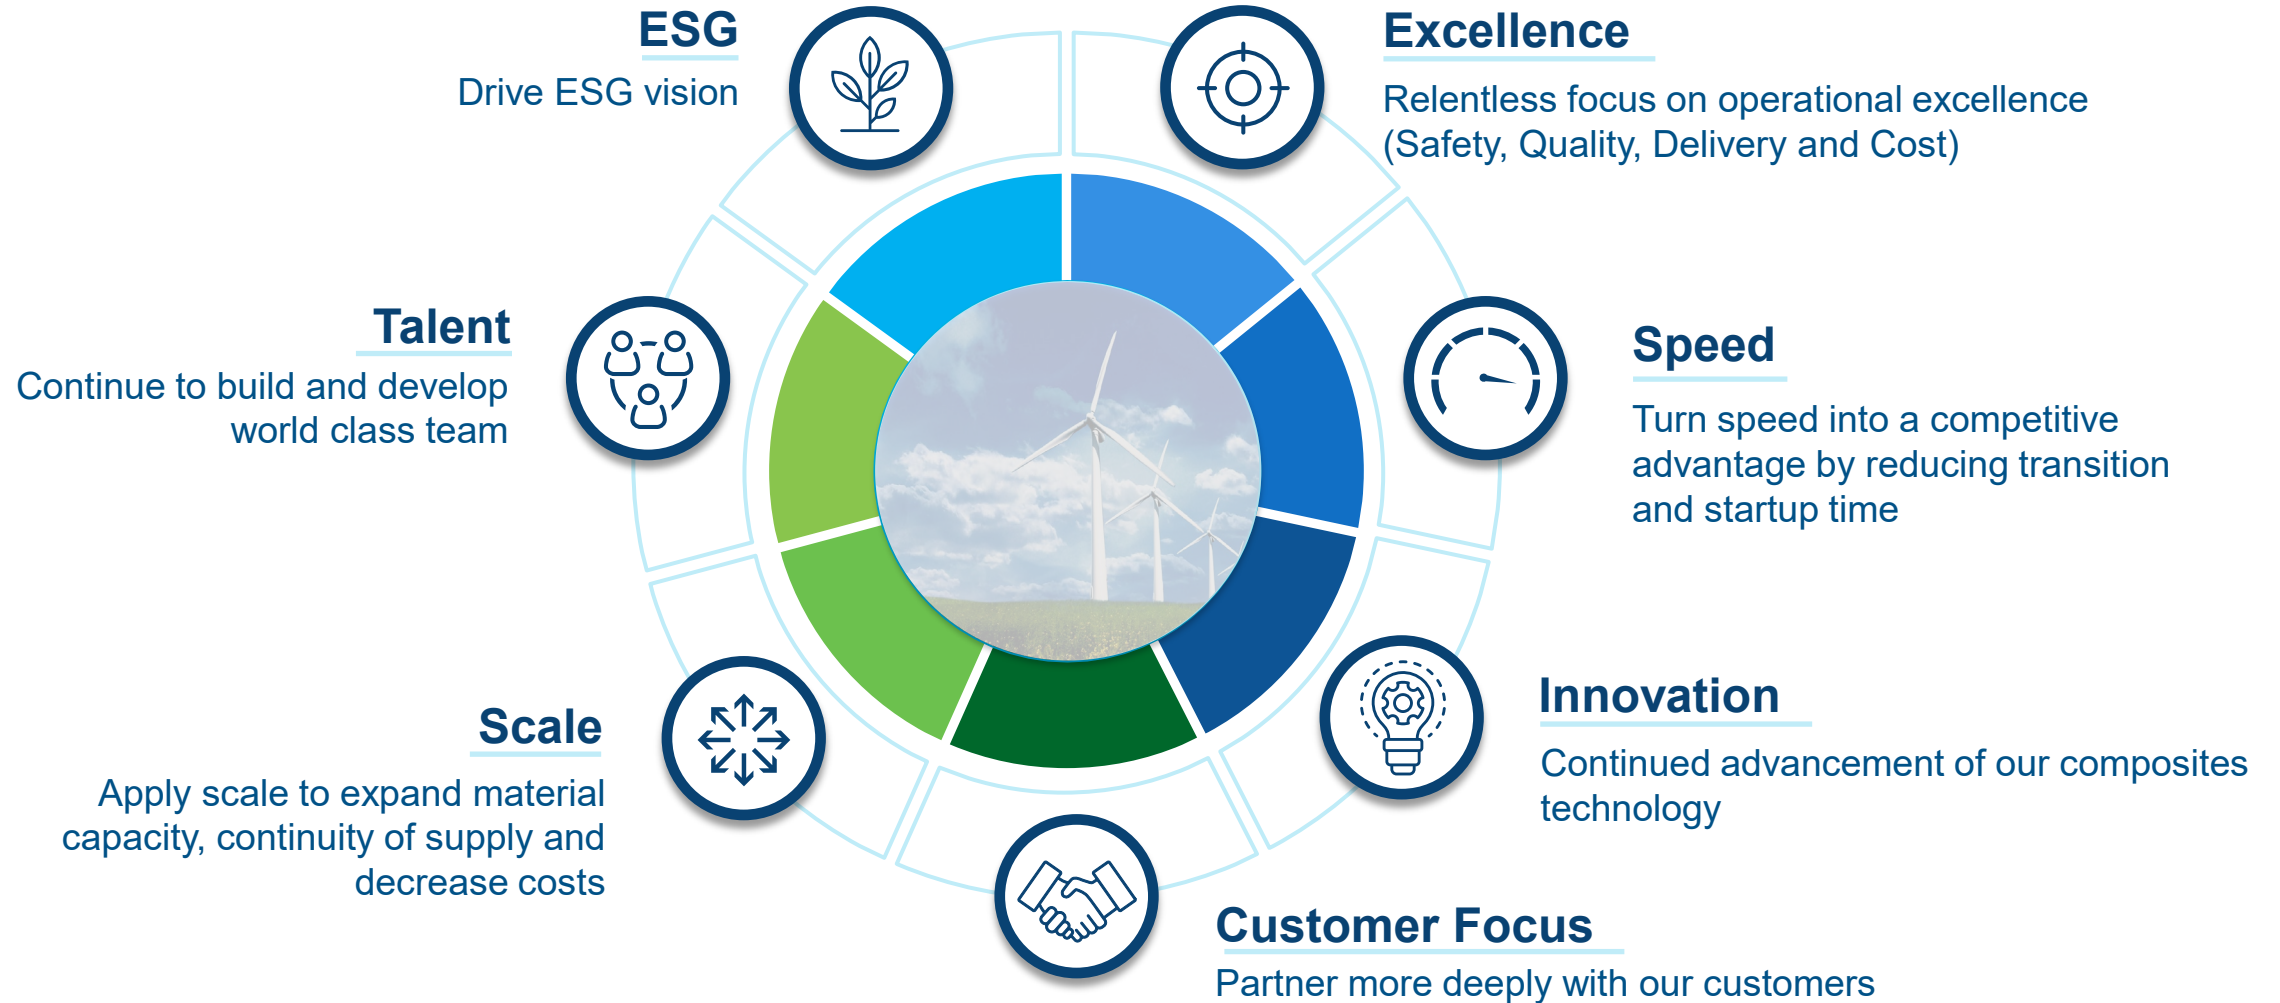 ESG
Drive ESG vision
Excellence
Relentless focus on operational excellence
(Safety, Quality, Delivery and Cost)
Talent
Continue to build and develop
world class team
Speed
Turn speed into a competitive
advantage by reducing transition
and startup time
Scale
Apply scale to expand material
capacity, continuity of supply and
decrease costs
Innovation
Continued advancement of our composites
technology
Customer Focus
Partner more deeply with our customers